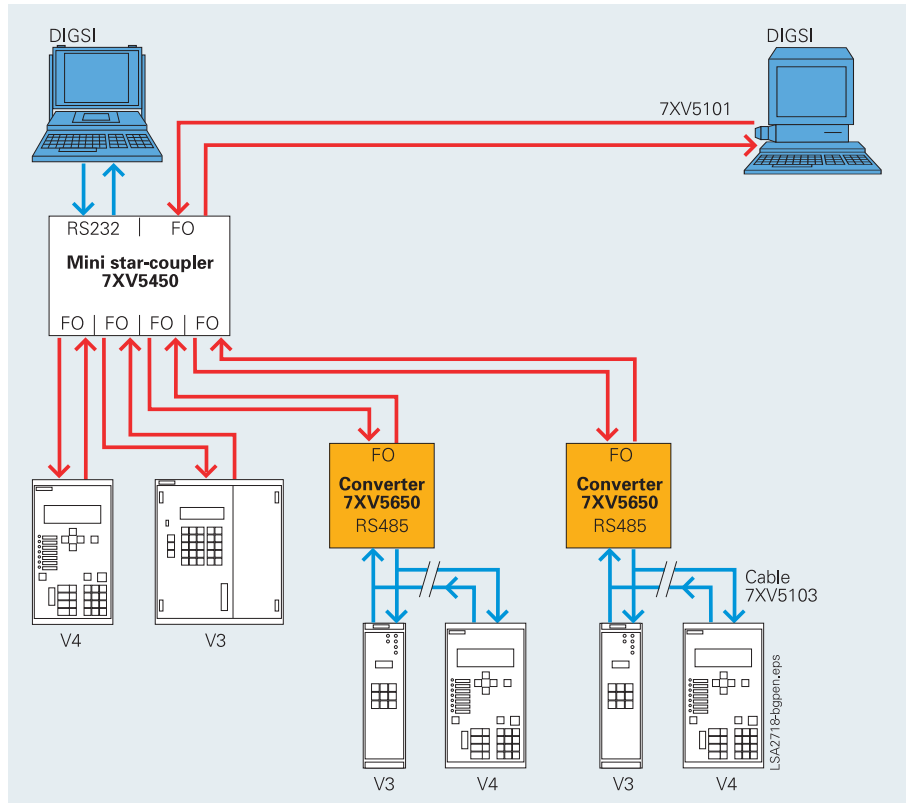 DIGSI
DIGSI
7XV5101
RS232 FO
Mini star-coupler
7XV5450
FO FO FO FO
FO
Converter
7XV5650
RS485
FO
Converter
7XV5650
RS485
Cable
7XV5103
V4
V3
V3
V4
V3
V4
LSA2718-bgpen.eps